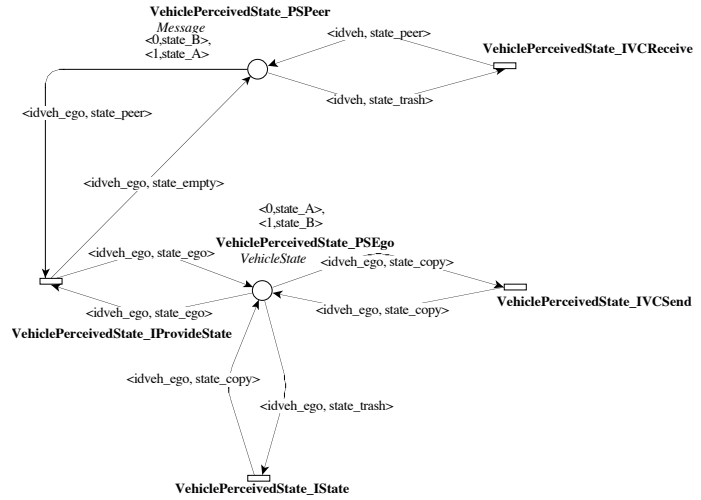 VehiclePerceivedState_PSPeer
Message
<0,state_B>,
<1,state_A>
<idveh, state_peer>
VehiclePerceivedState_IVCReceive
<idveh, state_trash>
<idveh_ego, state_peer>
<idveh_ego, state_empty>
<0,state_A>,
<1,state_B>
VehiclePerceivedState_PSEgo
<idveh_ego, state_ego>
VehicleState
<idveh_ego, state_copy>
VehiclePerceivedState_IVCSend
<idveh_ego, state_ego>
<idveh_ego, state_copy>
VehiclePerceivedState_IProvideState
<idveh_ego, state_copy>
<idveh_ego, state_trash>
VehiclePerceivedState_IState